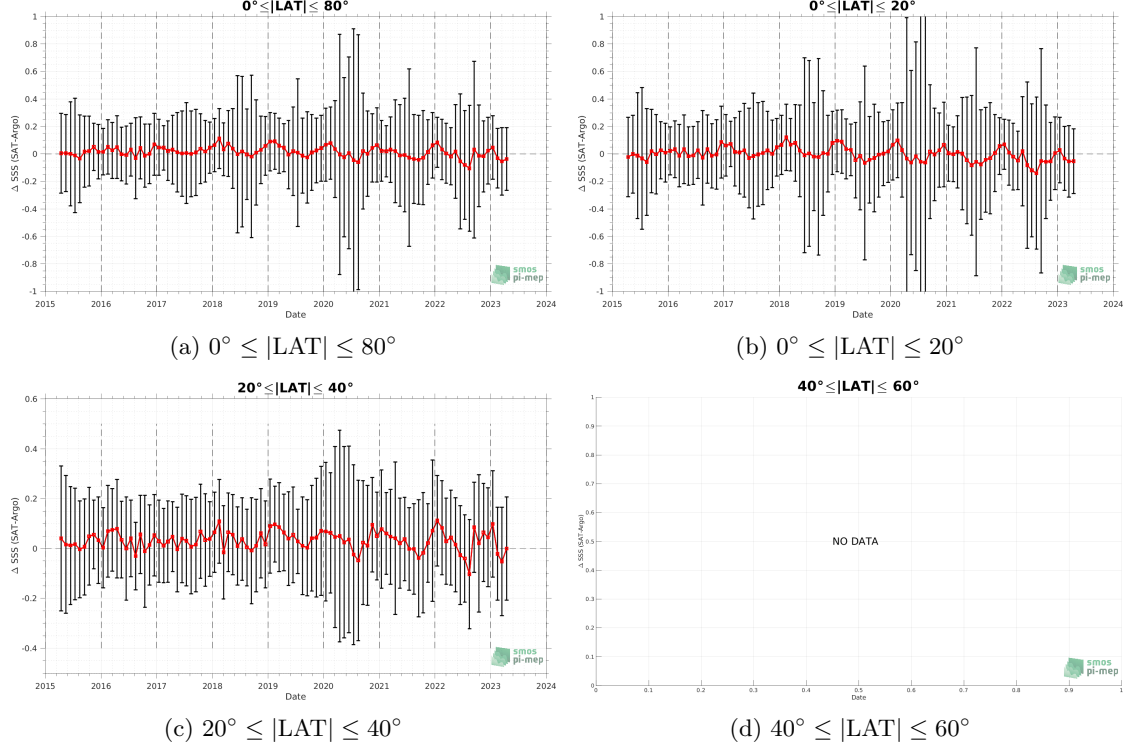 0°≤|LAT|≤ 80°
1
0.8
0.6
0.4
0.2
0
-0.2
-0.4
-0.6
-0.8
-1
Δ SSS (SAT-Argo)
2015 2016 2017 2018 2019 2020 2021 2022 2023 2024
Date
smos
pi-mep
(a) 0° ≤ |LAT| ≤ 80°
0°≤|LAT|≤ 20°
1
0.8
0.6
0.4
0.2
0
-0.2
-0.4
-0.6
-0.8
-1
Δ SSS (SAT-Argo)
2015 2016 2017 2018 2019 2020 2021 2022 2023 2024
Date
smos
pi-mep
(b) 0° ≤ |LAT| ≤ 20°
20°≤|LAT|≤ 40°
0.6
0.4
0.2
0
-0.2
-0.4
Δ SSS (SAT-Argo)
2015 2016 2017 2018 2019 2020 2021 2022 2023 2024
Date
smos
pi-mep
(c) 20° ≤ |LAT| ≤ 40°
40°≤|LAT|≤ 60°
1
0.9
0.8
0.7
0.6
0.5
0.4
0.3
0.2
0.1
0
Δ SSS (SAT-Argo)
NO DATA
0 0.1 0.2 0.3 0.4 0.5 0.6 0.7 0.8 0.9 1
Date
smos
pi-mep
(d) 40° ≤ |LAT| ≤ 60°